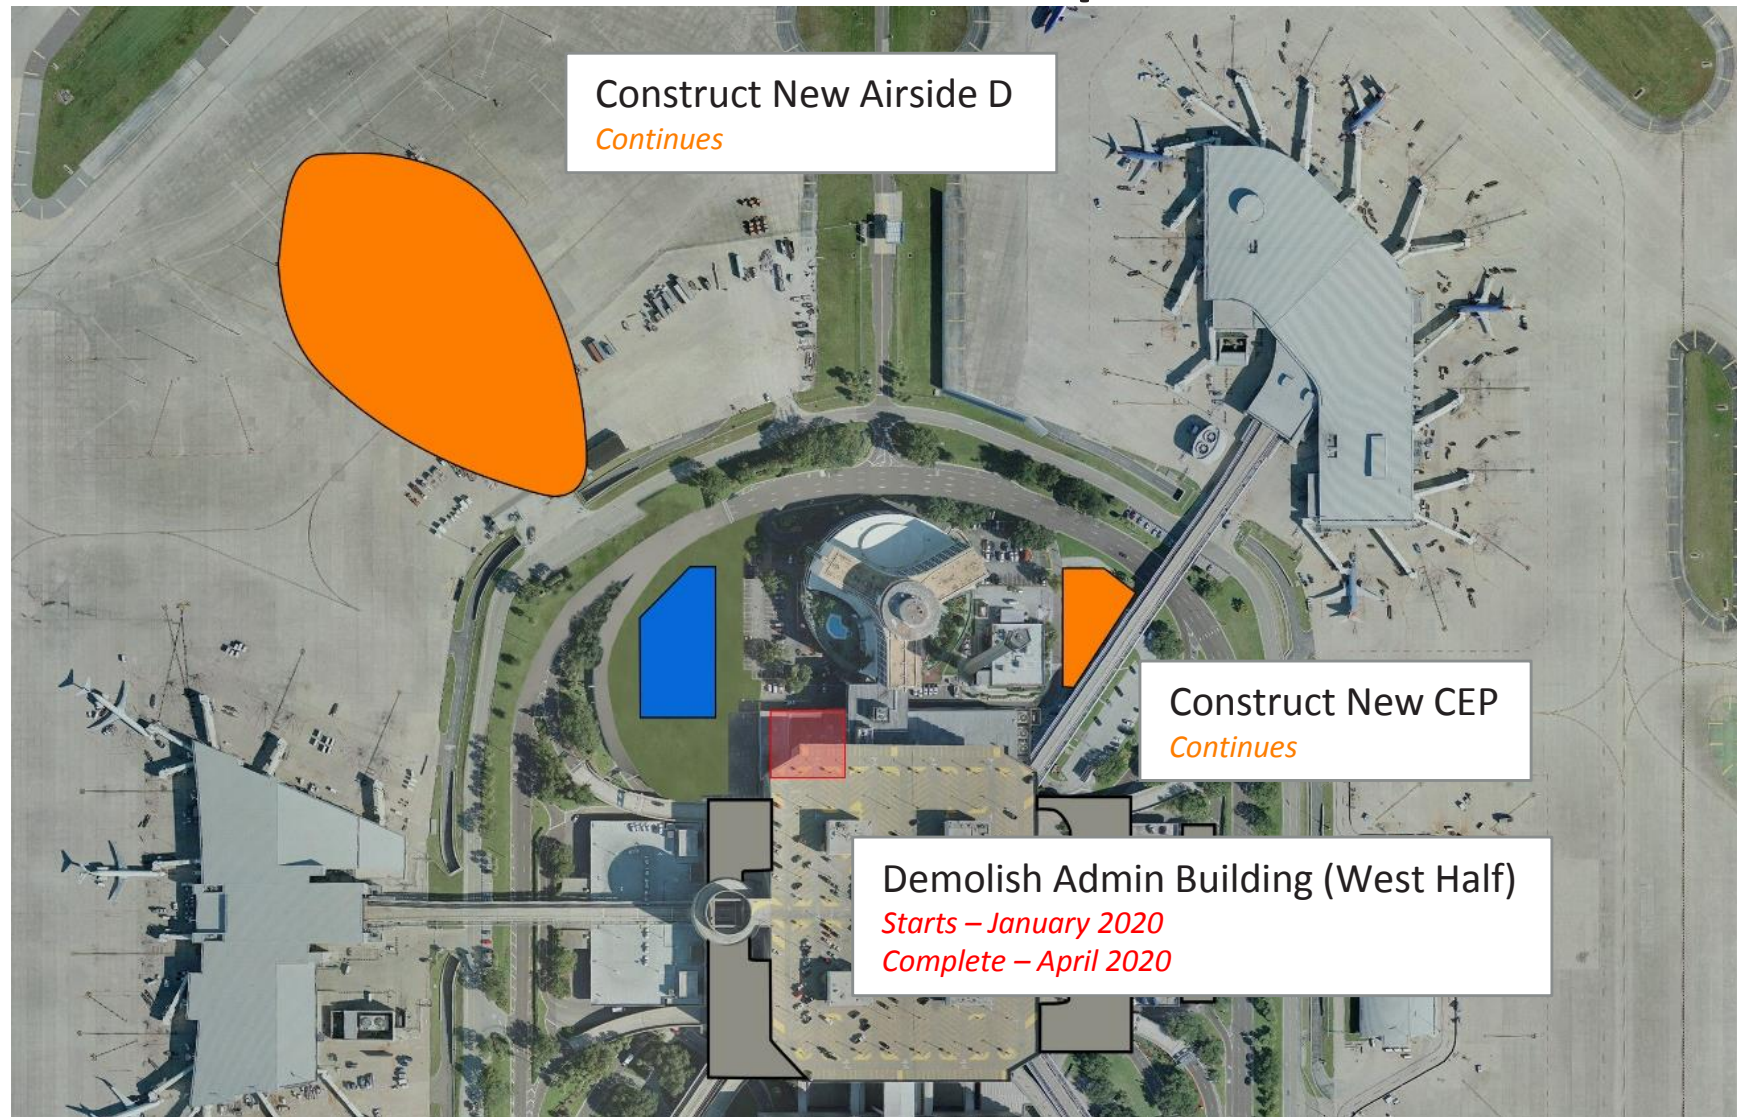 Construct New Airside D
Continues
Construct New CEP
Continues
Demolish Admin Building (West Half)
Starts – January 2020
Complete – April 2020